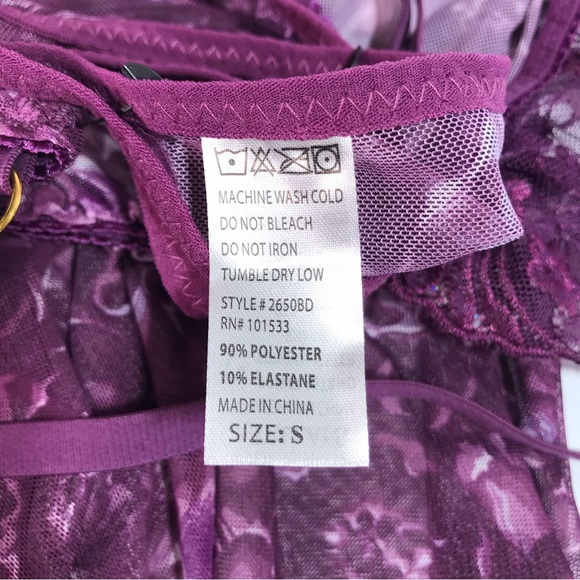 MACHINE WASH COLD
DO NOT BLEACH
DO NOT IRON
TUMBLE DRY LOW
STYLE # 2650BD
RN# 101533
90% POLYESTER
10% ELASTANE
MADE IN CHINA
SIZE: S